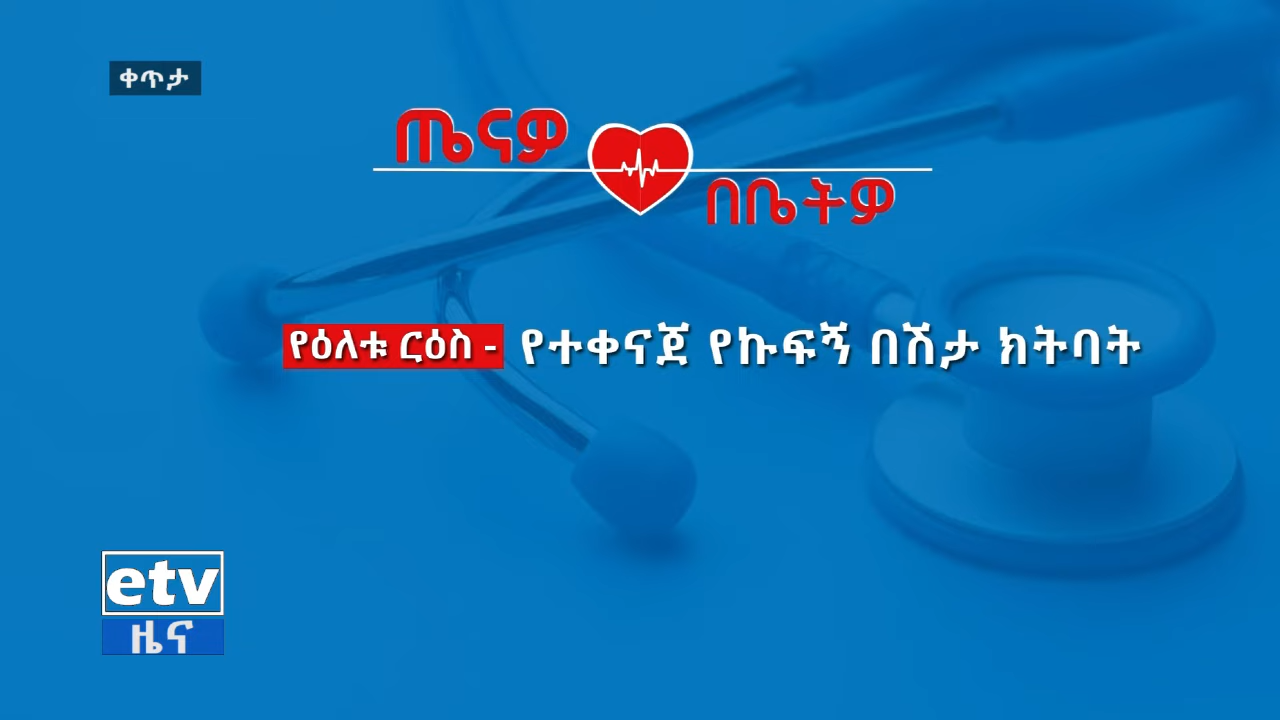 ቀጥታ
ጤናዎ
በቤትዎ
የዕለቱ ርዕስ - የተቀናጀ የኩፍኝ በሽታ ክትባት
etv
ዜና